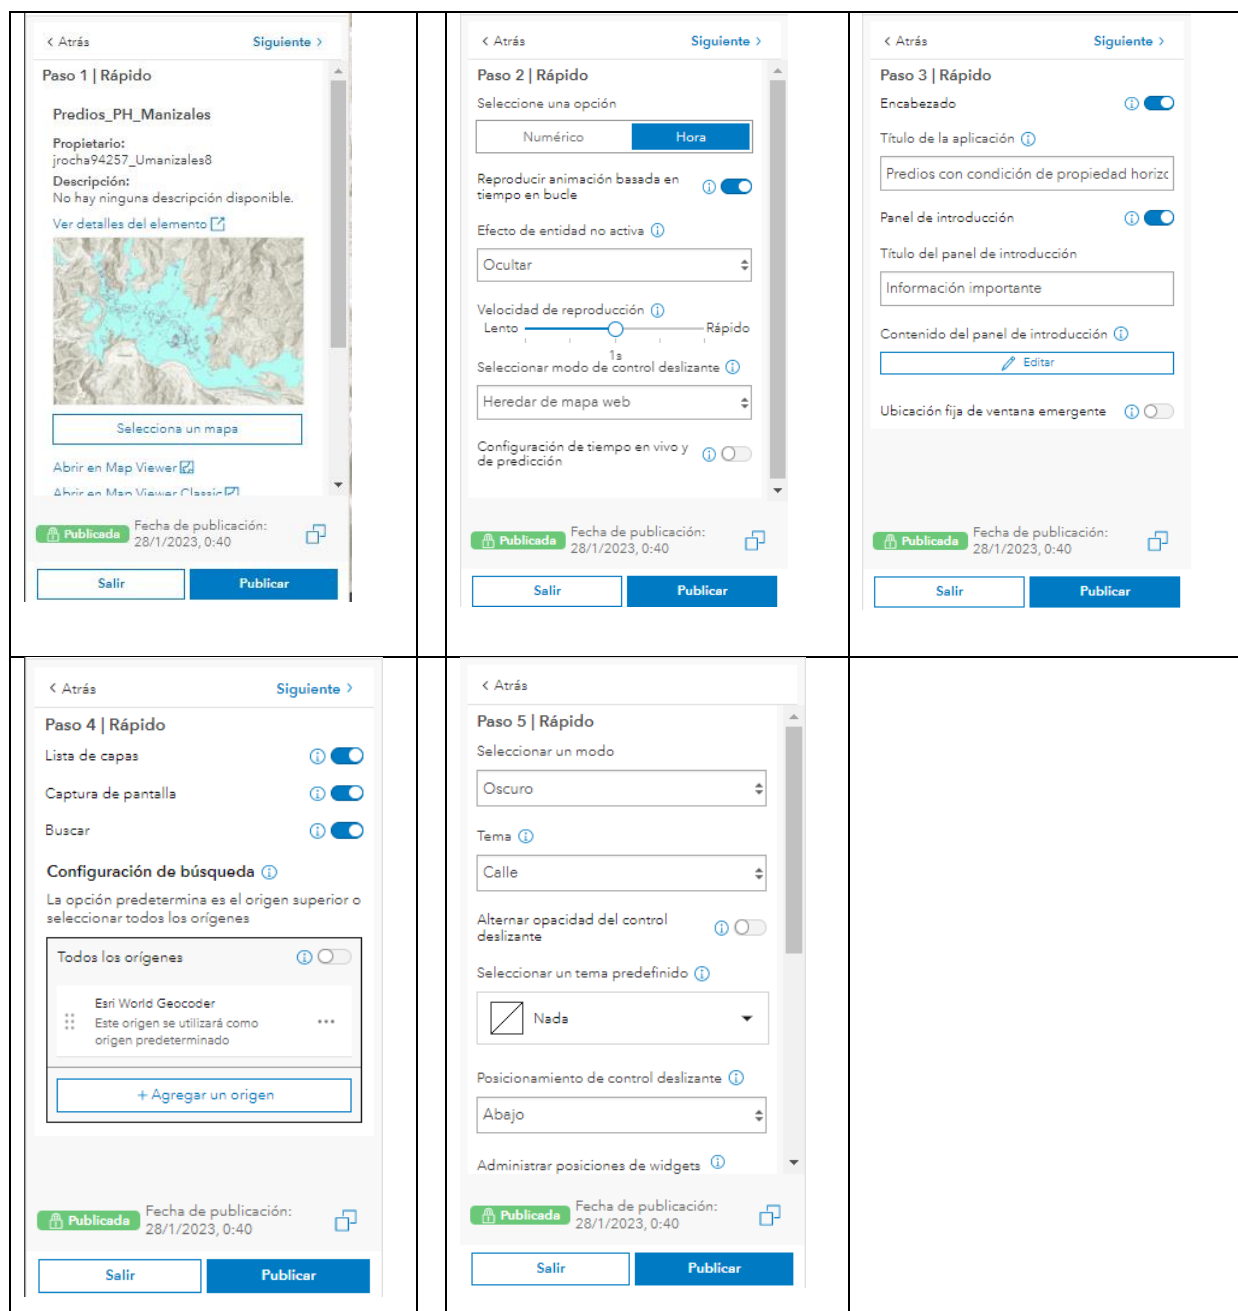 Atrás
Siguiente
Paso 1 | Rápido
Predios_PH_Manizales
Propietario:
jrocha94257_Umanizales8
Descripción:
No hay ninguna descripción disponible.
Ver detalles del elemento
Selecciona un mapa
Abrir en Map Viewer
Abrir en Map Viewer Classic
Publicada
Fecha de publicación:
28/1/2023, 0:40
Salir
Publicar
Atrás
Siguiente
Paso 2 | Rápido
Seleccione una opción
Numérico
Hora
Reproducir animación basada en
tiempo en bucle
Efecto de entidad no activa
Ocultar
Velocidad de reproducción
Lento
Rápido
1s
Seleccionar modo de control deslizante
Heredar de mapa web
Configuración de tiempo en vivo y
de predicción
Publicada
Fecha de publicación:
28/1/2023, 0:40
Salir
Publicar
Atrás
Siguiente
Paso 3 | Rápido
Encabezado
Título de la aplicación
Predios con condición de propiedad horizc
Panel de introducción
Título del panel de introducción
Información importante
Contenido del panel de introducción
Editar
Ubicación fija de ventana emergente
Publicada
Fecha de publicación:
28/1/2023, 0:40
Salir
Publicar
Atrás
Siguiente
Paso 4 | Rápido
Lista de capas
Captura de pantalla
Buscar
Configuración de búsqueda
La opción predetermina es el origen superior o
seleccionar todos los orígenes
Todos los orígenes
Esri World Geocoder
Este origen se utilizará como
origen predeterminado
+ Agregar un origen
Publicada
Fecha de publicación:
28/1/2023, 0:40
Salir
Publicar
Atrás
Paso 5 | Rápido
Seleccionar un modo
Oscuro
Tema
Calle
Alternar opacidad del control
deslizante
Seleccionar un tema predefinido
Nada
Posicionamiento de control deslizante
Abajo
Administrar posiciones de widgets
Publicada
Fecha de publicación:
28/1/2023, 0:40
Salir
Publicar